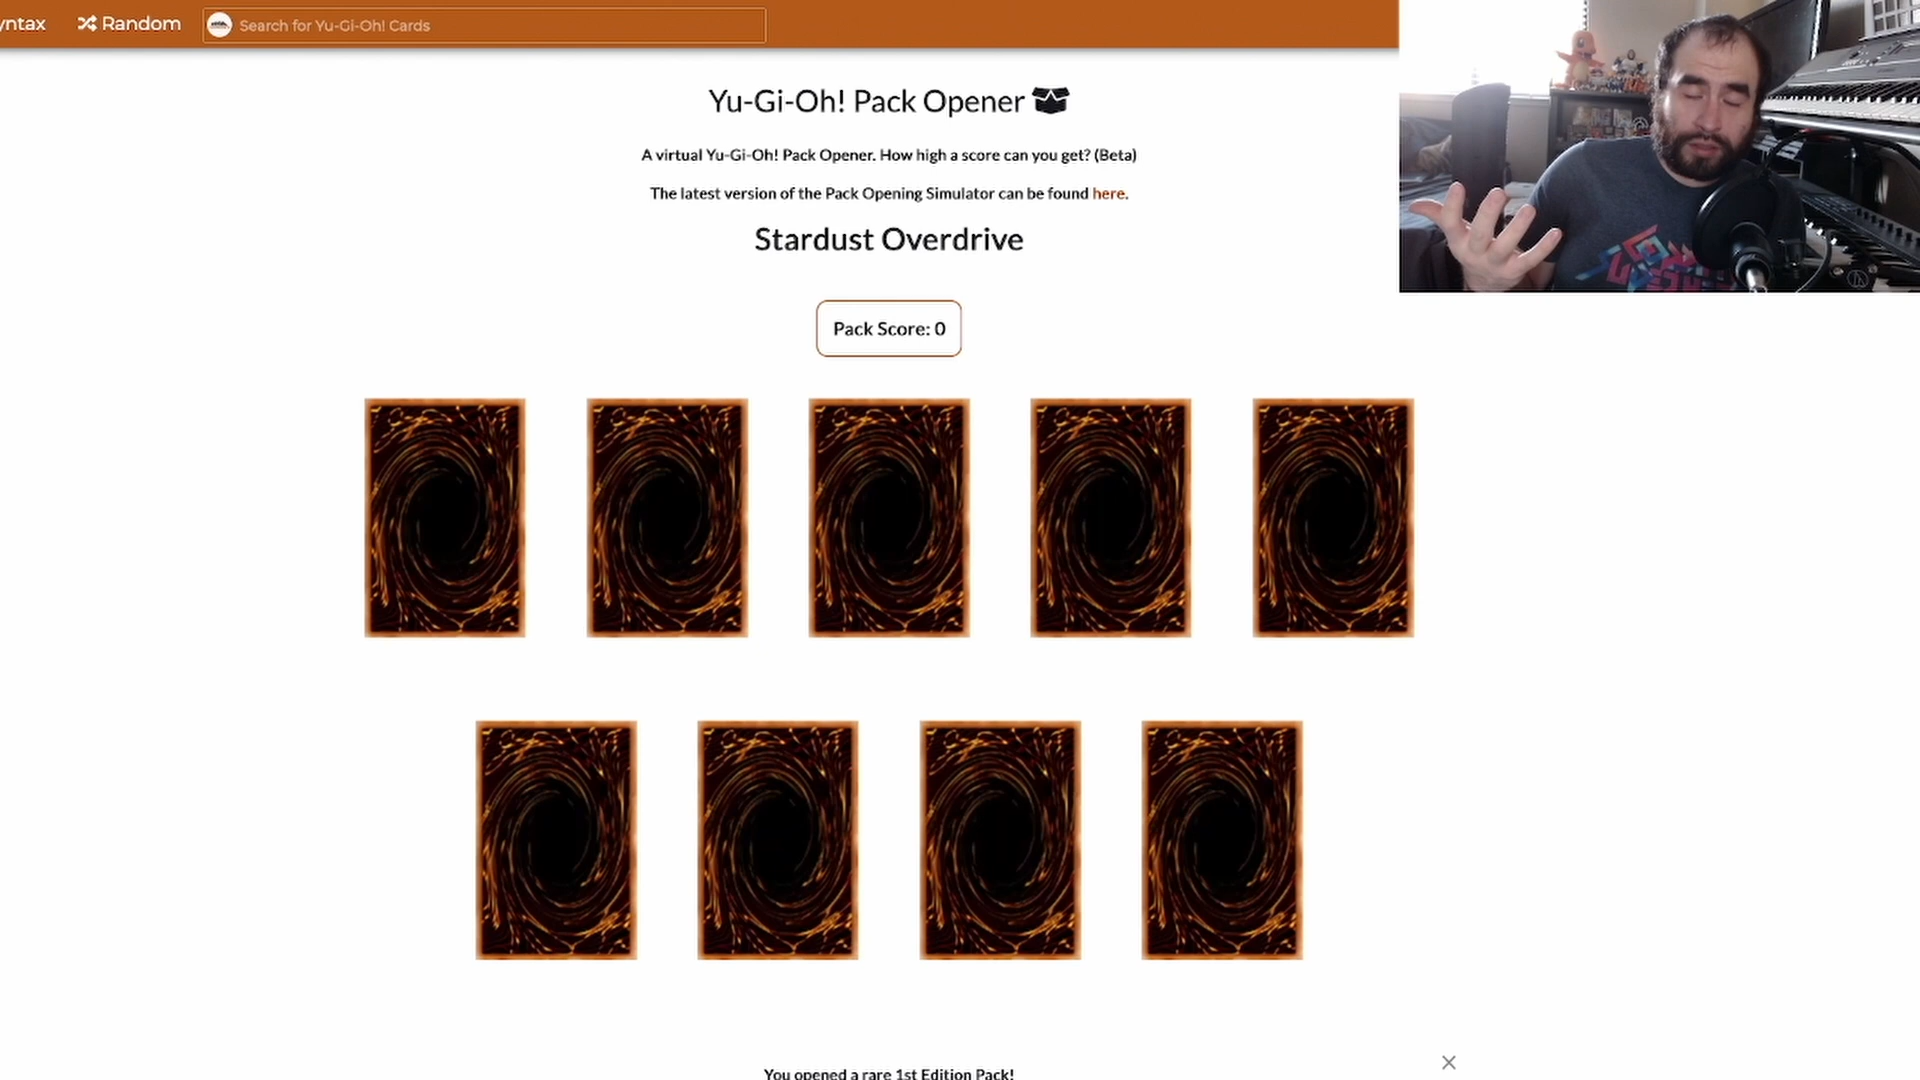 yntax
Random
Search for Yu-Gi-Oh! Cards
Yu-Gi-Oh! Pack Opener
A virtual Yu-Gi-Oh! Pack Opener. How high a score can you get? (Beta)
The latest version of the Pack Opening Simulator can be found here.
Stardust Overdrive
Pack Score: 0
You opened a rare 1st Edition Pack!